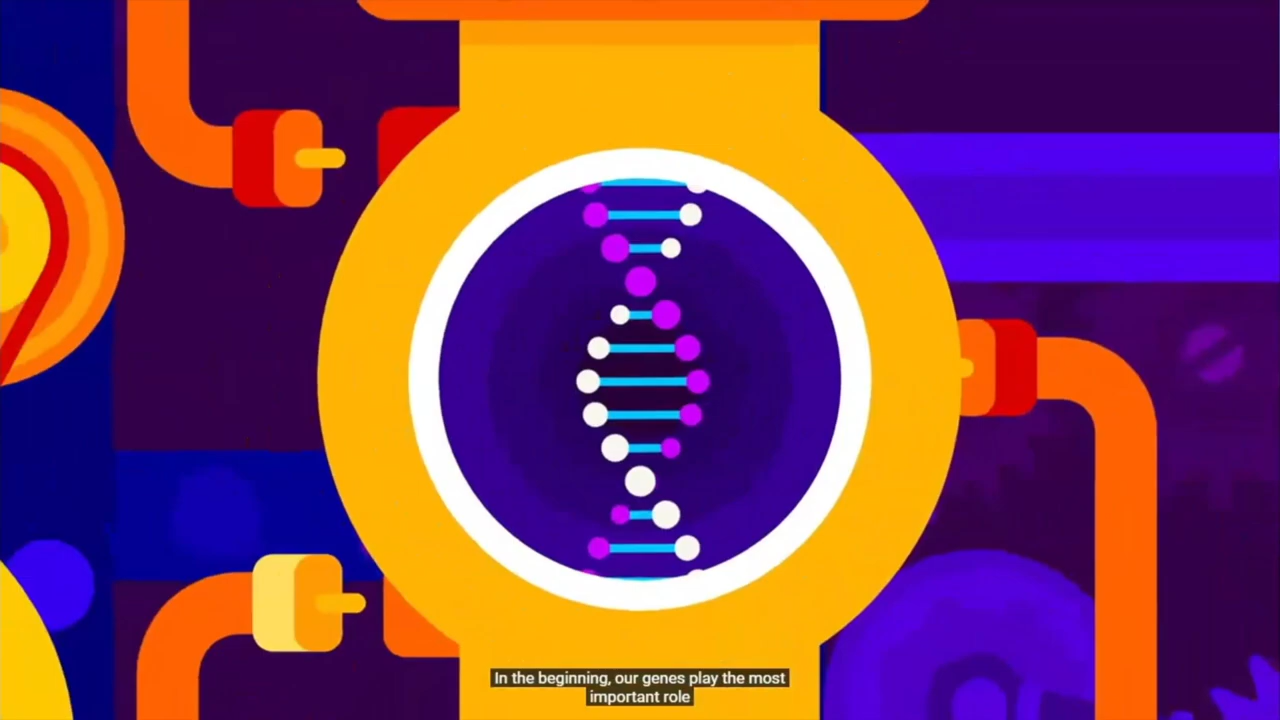 In the beginning, our genes play the most
important role